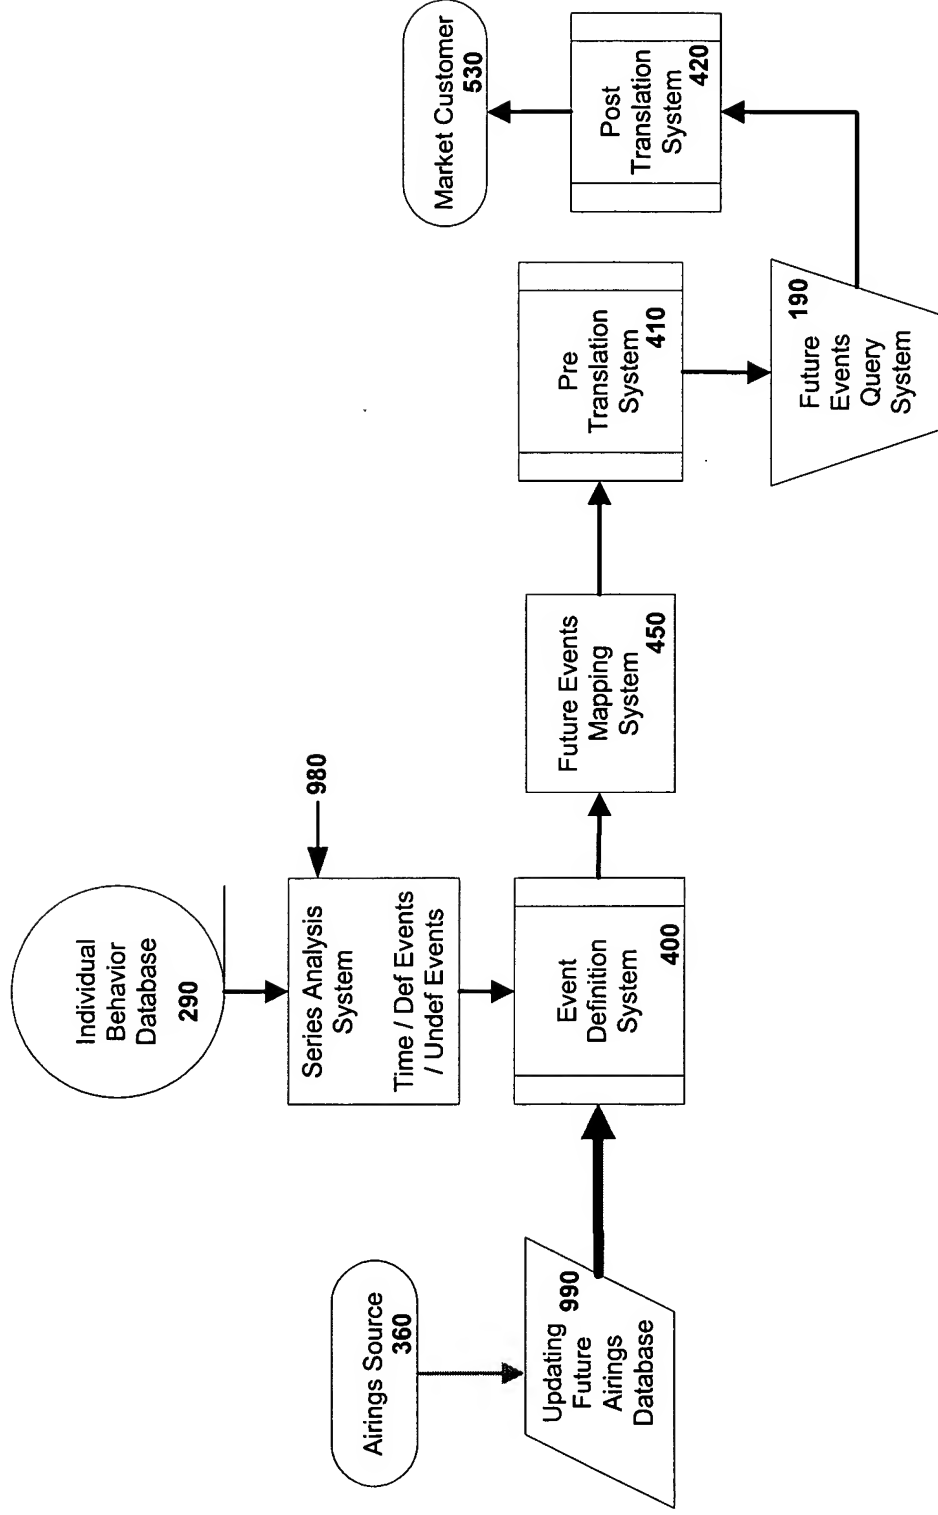 Individual
Behavior
Database
290
Series Analysis
System
Time / Def Events
/ Undef Events
980
Airings Source
360
Updating
Future
Airings
Database
990
Event
Definition
System
400
Future Events
Mapping
System
450
Pre
Translation
System
410
Future
Events
Query
System
190
Post
Translation
System
420
Market Customer
530